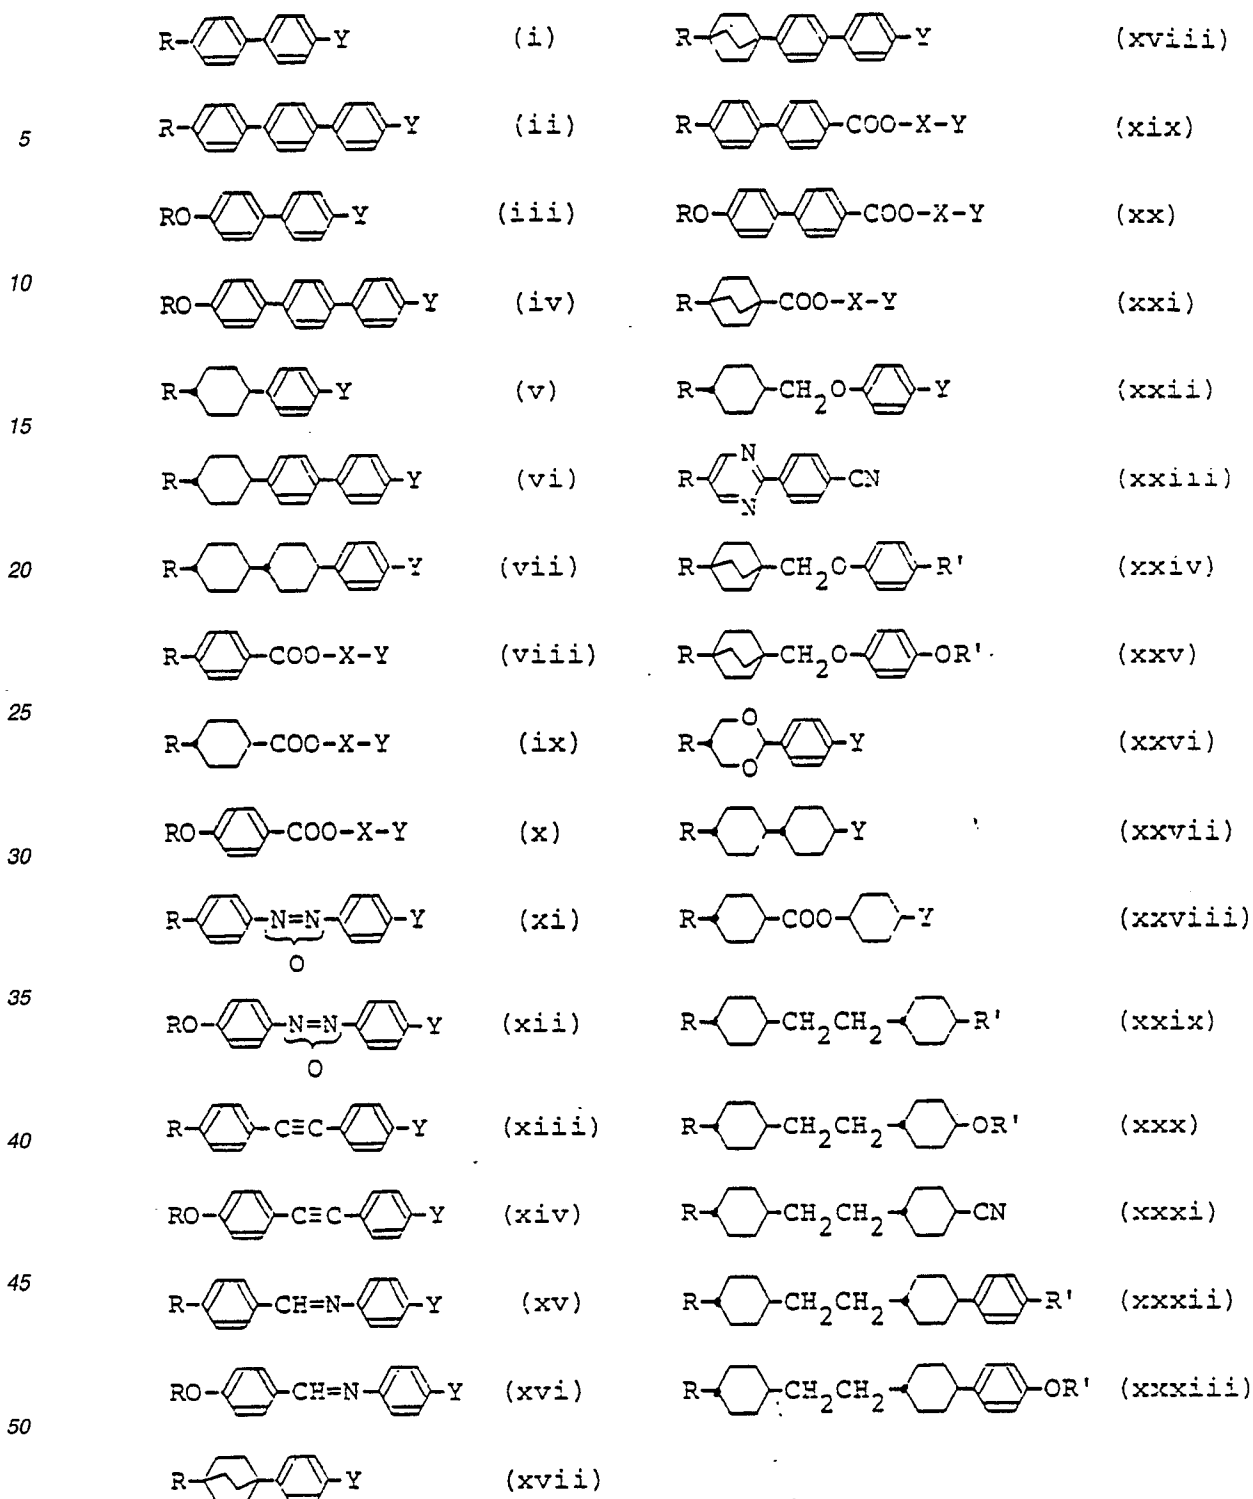 R Y (i)
R Y (xviii)
5
R Y (ii)
R COO-X-Y (xix)
RO Y (iii)
RO COO-X-Y (xx)
10
RO Y (iv)
R COO-X-Y (xxi)
R Y (v)
R CH2O Y (xxii)
15
R Y (vi)
R N N CN (xxiii)
20
R Y (vii)
R CH2O R' (xxiv)
R COO-X-Y (viii)
R CH2O OR' (xxv)
25
R COO-X-Y (ix)
R O O Y (xxvi)
RO COO-X-Y (x)
R Y (xxvii)
30
R N=N O Y (xi)
R COO Y (xxviii)
35
RO N=N O Y (xii)
R CH2CH2 R' (xxix)
40
R C≡C Y (xiii)
R CH2CH2 OR' (xxx)
RO C≡C Y (xiv)
R CH2CH2 CN (xxxi)
45
R CH=N Y (xv)
R CH2CH2 R' (xxxii)
RO CH=N Y (xvi)
R CH2CH2 OR' (xxxiii)
50
R Y (xvii)